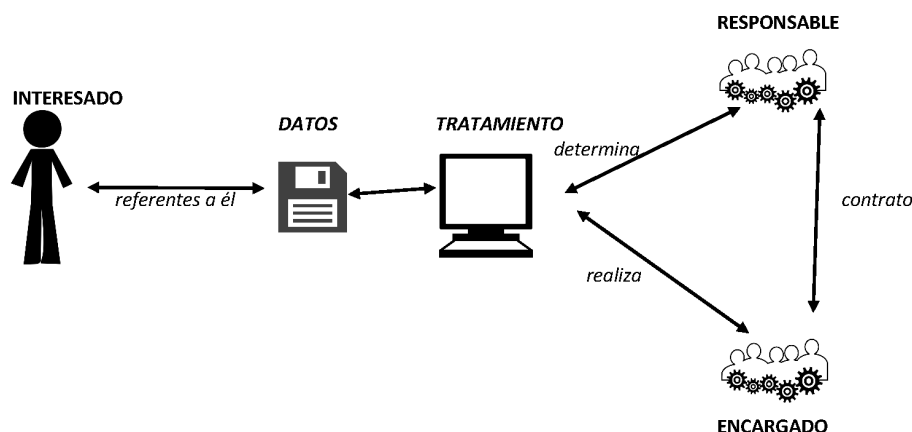 RESPONSABLE
INTERESADO
DATOS
TRATAMIENTO
determina
referentes a él
contrato
realiza
ENCARGADO